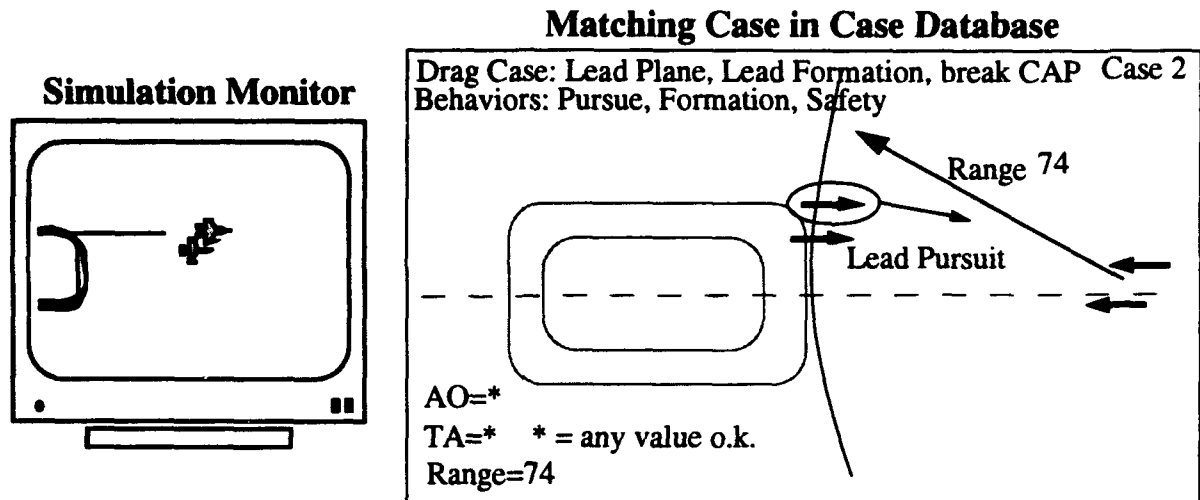 Matching Case in Case Database
Simulation Monitor
Drag Case: Lead Plane, Lead Formation, break CAP Case 2
Behaviors: Pursue, Formation, Safety
Range 74
Lead Pursuit
AO=*
TA=* * = any value o.k.
Range=74